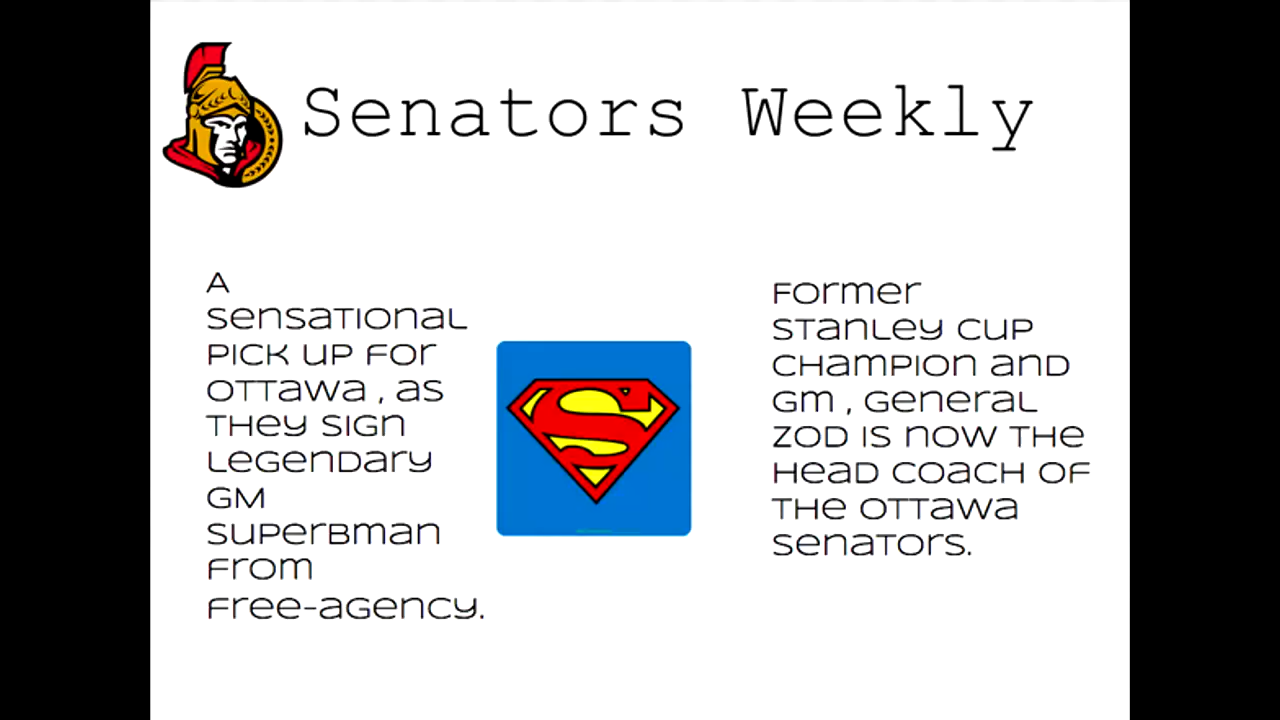 Senators Weekly
A
sensational
pick up for
Ottawa , as
they sign
legendary
GM
Superbman
from
free-agency.
Former
Stanley Cup
Champion and
GM , General
Zod is now the
head coach of
the Ottawa
Senators.